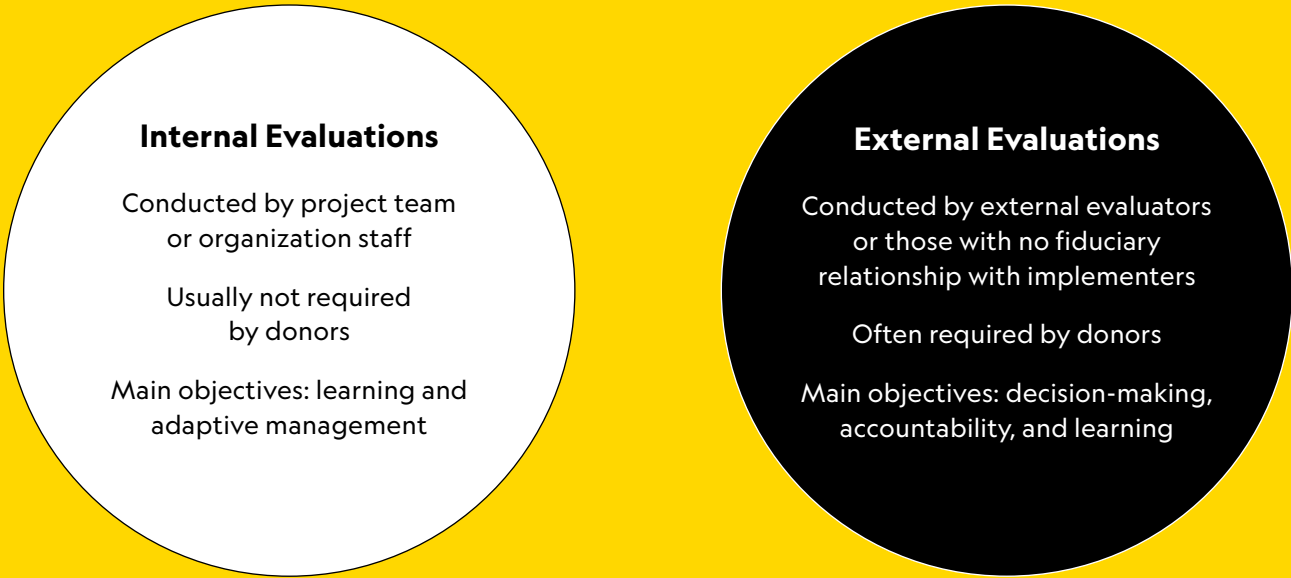 Internal Evaluations
Conducted by project team
or organization staff
Usually not required
by donors
Main objectives: learning and
adaptive management
External Evaluations
Conducted by external evaluators
or those with no fiduciary
relationship with implementers
Often required by donors
Main objectives: decision-making,
accountability, and learning